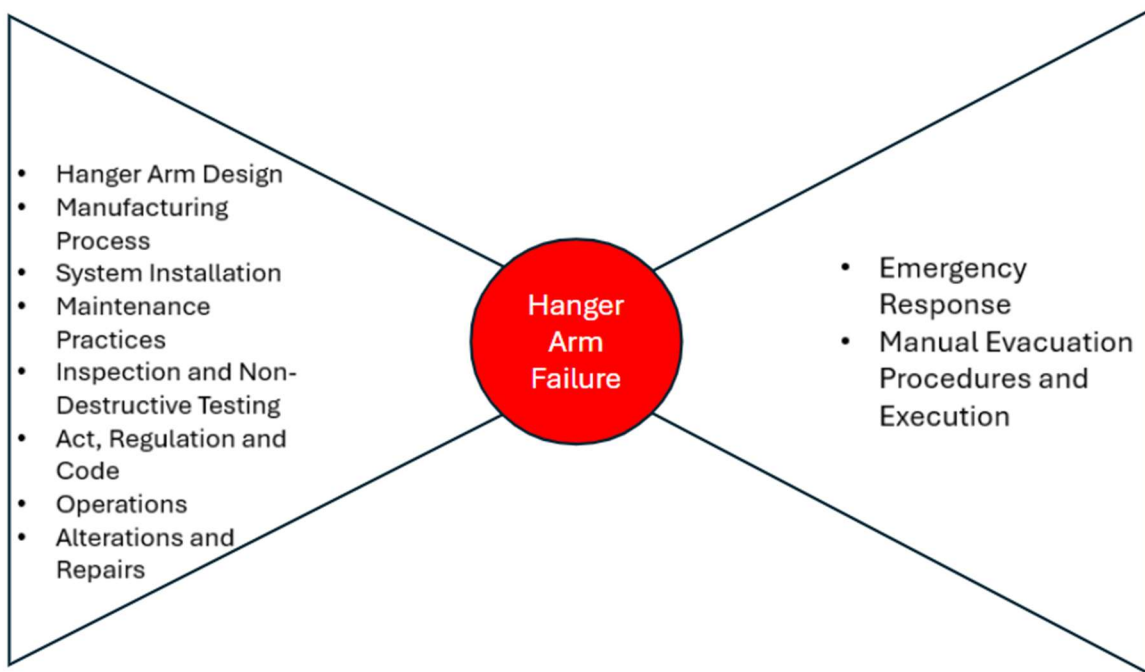 • Hanger Arm Design
• Manufacturing
Process
• System Installation
• Maintenance
Practices
• Inspection and Non-
Destructive Testing
• Act, Regulation and
Code
• Operations
• Alterations and
Repairs
Hanger
Arm
Failure
• Emergency
Response
• Manual Evacuation
Procedures and
Execution